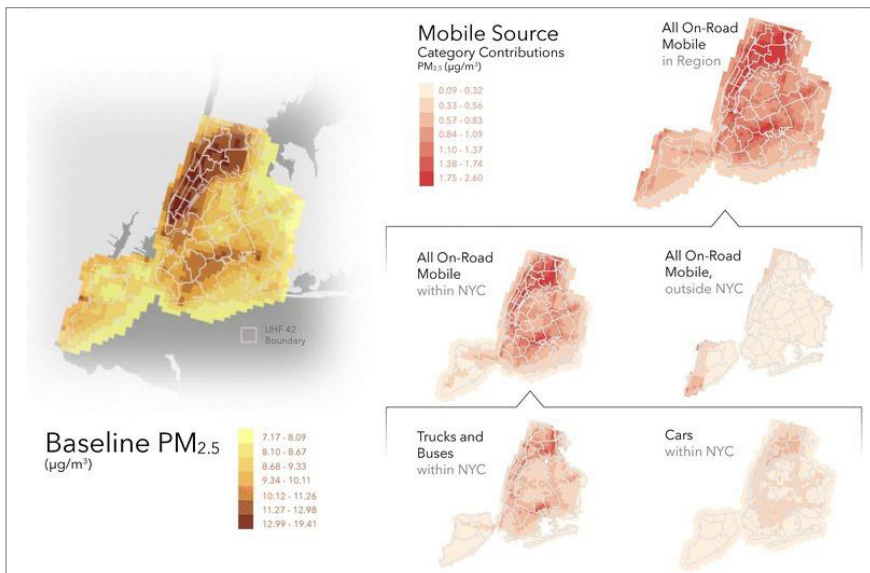 Mobile Source
Category Contributions
PM2.5 (µg/m³)
0.09 - 0.32
0.33 - 0.56
0.57 - 0.83
0.84 - 1.09
1.10 - 1.37
1.38 - 1.74
1.75 - 2.60
All On-Road
Mobile
in Region
UHF 42
Boundary
All On-Road
Mobile
within NYC
All On-Road
Mobile,
outside NYC
Baseline PM2.5
(µg/m³)
7.17 - 8.09
8.10 - 8.67
8.68 - 9.33
9.34 - 10.11
10.12 - 11.26
11.27 - 12.98
12.99 - 19.41
Trucks and
Buses
within NYC
Cars
within NYC